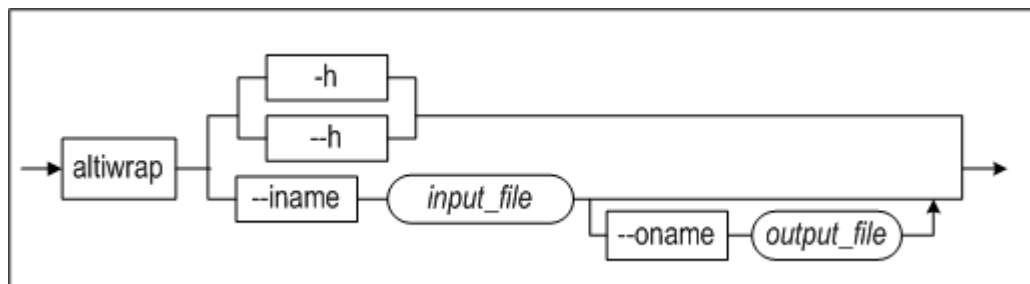 -h
altiwrap
--h
--iname input_file
--oname output_file